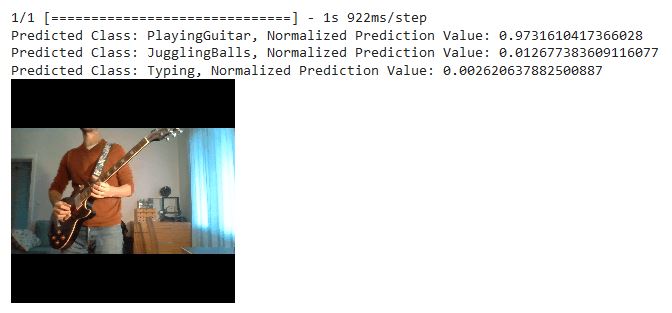 1/1 [==============================] - 1s 922ms/step
Predicted Class: PlayingGuitar, Normalized Prediction Value: 0.9731610417366028
Predicted Class: JugglingBalls, Normalized Prediction Value: 0.012677383609116077
Predicted Class: Typing, Normalized Prediction Value: 0.002620637882500887